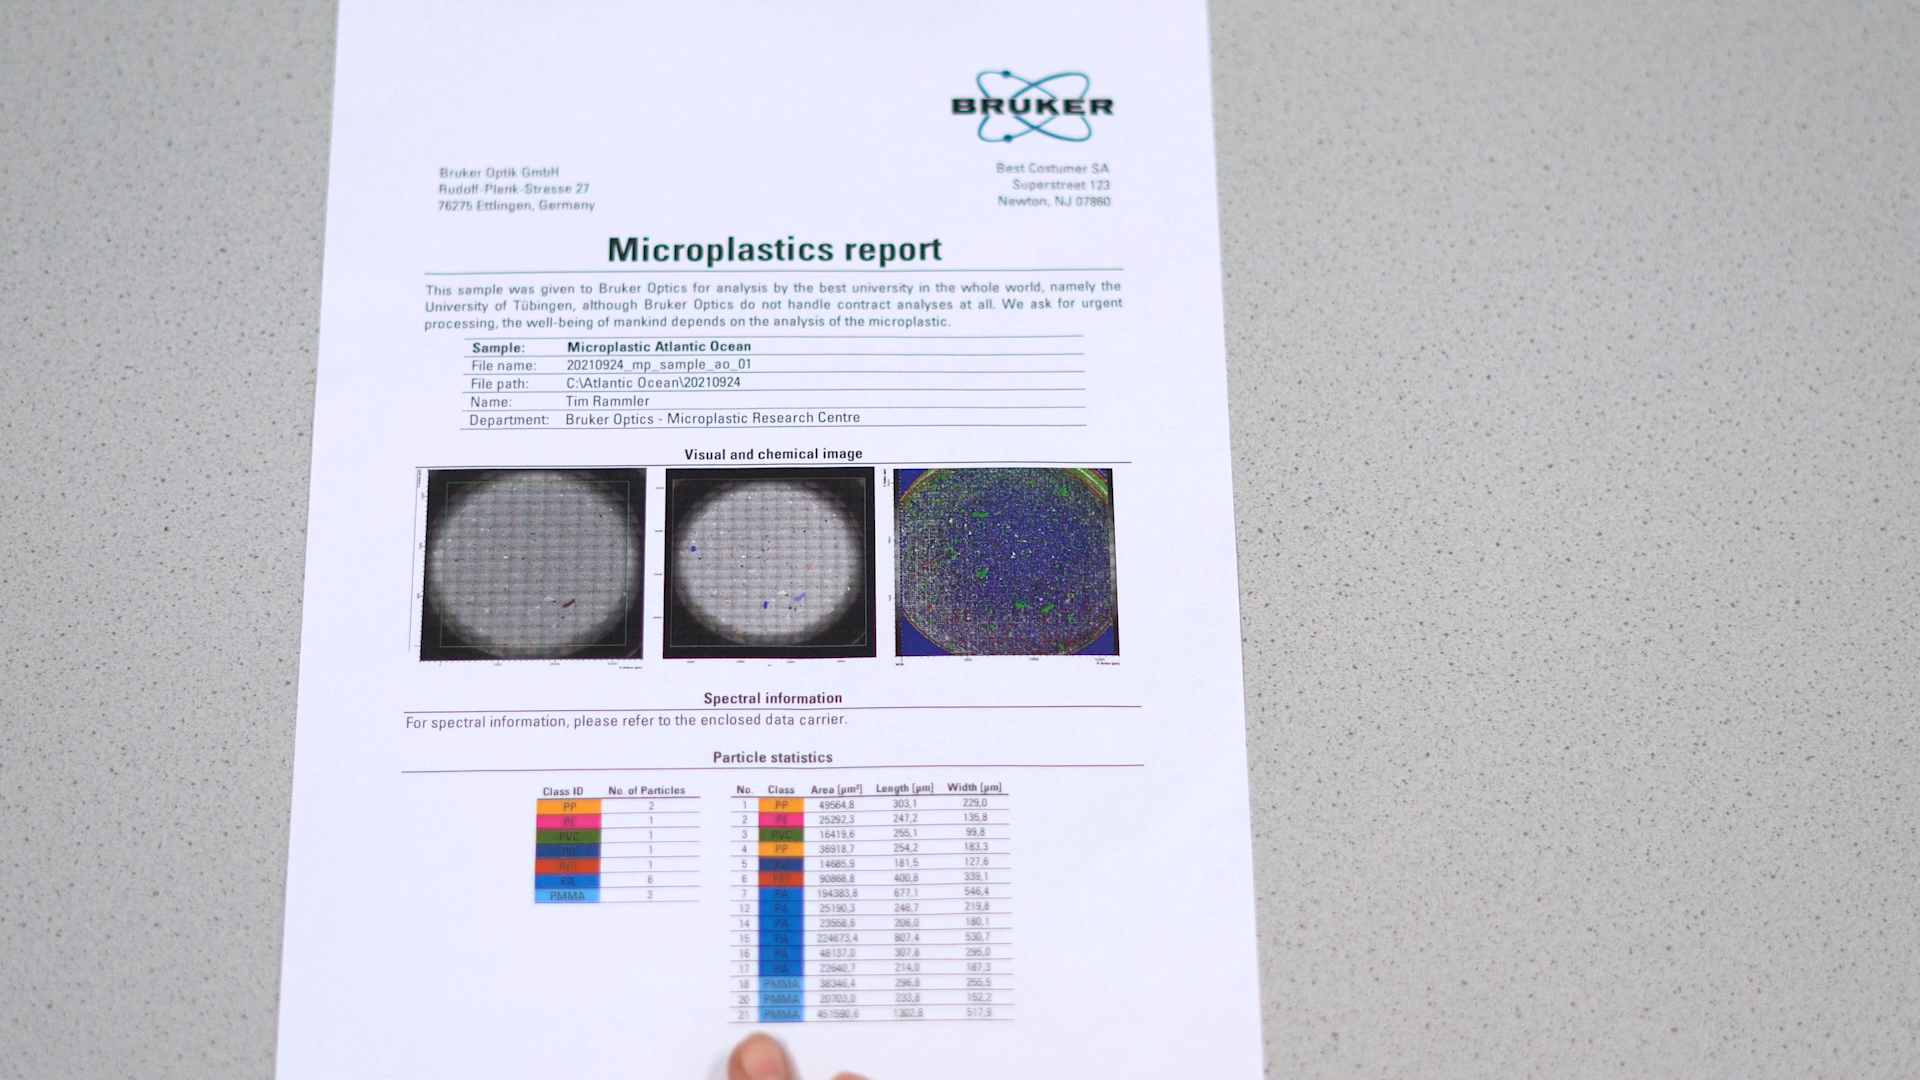 BRUKER
Bruker Optik GmbH
Rudolf-Plank-Strasse 27
76275 Ettlingen, Germany
Best Costumer SA
Superstreet 123
Newton, NJ 07860
Microplastics report
This sample was given to Bruker Optics for analysis by the best university in the whole world, namely the
University of Tübingen, although Bruker Optics do not handle contract analyses at all. We ask for urgent
processing, the well-being of mankind depends on the analysis of the microplastic.
Sample: Microplastic Atlantic Ocean
File name: 20210924_mp_sample_ao_01
File path: C:\Atlantic Ocean\20210924
Name: Tim Rammler
Department: Bruker Optics - Microplastic Research Centre
Visual and chemical image
Spectral information
For spectral information, please refer to the enclosed data carrier.
Particle statistics
Class ID No. of Particles
PP 2
PE 1
PVC 1
1
PET 1
PA 6
PMMA 3
No. Class Area [µm²] Length [µm] Width [µm]
1 PP 49564,8 303,1 229,0
2 PE 25292,3 247,2 135,8
3 PVC 16419,6 255,1 99,8
4 PP 36918,7 254,2 183,3
5 14685,9 181,5 127,6
6 PET 90868,8 400,8 339,1
7 PA 194383,8 677,1 546,4
12 PA 25190,3 246,7 219,8
14 PA 23558,6 206,0 180,1
15 PA 224673,4 807,4 530,7
16 PA 48137,0 307,8 295,0
17 PA 22640,7 214,0 187,3
18 PMMA 38346,4 296,8 255,5
20 PMMA 20703,0 233,8 152,2
21 PMMA 451590,6 1302,8 517,9